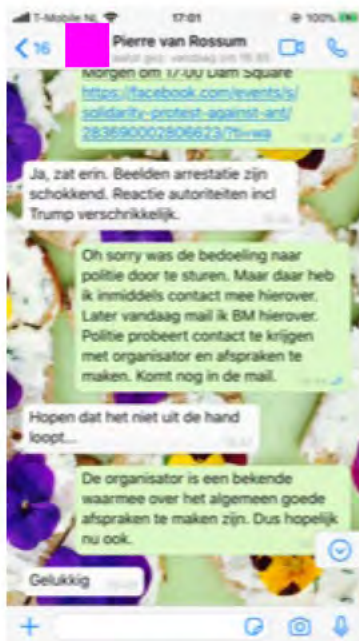 T-Mobile NL 17:01 100%
16 Pierre van Rossum
Morgen om 17:00 Dam Square
https://facebook.com/events/s/
solidarity-protest-against-ant/
283690002806623/?ti=wa
Ja, zat erin. Beelden arrestatie zijn
schokkend. Reactie autoriteiten incl
Trump verschrikkelijk.
Oh sorry was de bedoeling naar
politie door te sturen. Maar daar heb
ik inmiddels contact mee hierover.
Later vandaag mail ik BM hierover.
Politie probeert contact te krijgen
met organisator en afspraken te
maken. Komt nog in de mail.
Hopen dat het niet uit de hand
loopt...
De organisator is een bekende
waarmee over het algemeen goede
afspraken te maken zijn. Dus hopelijk
nu ook.
Gelukkig